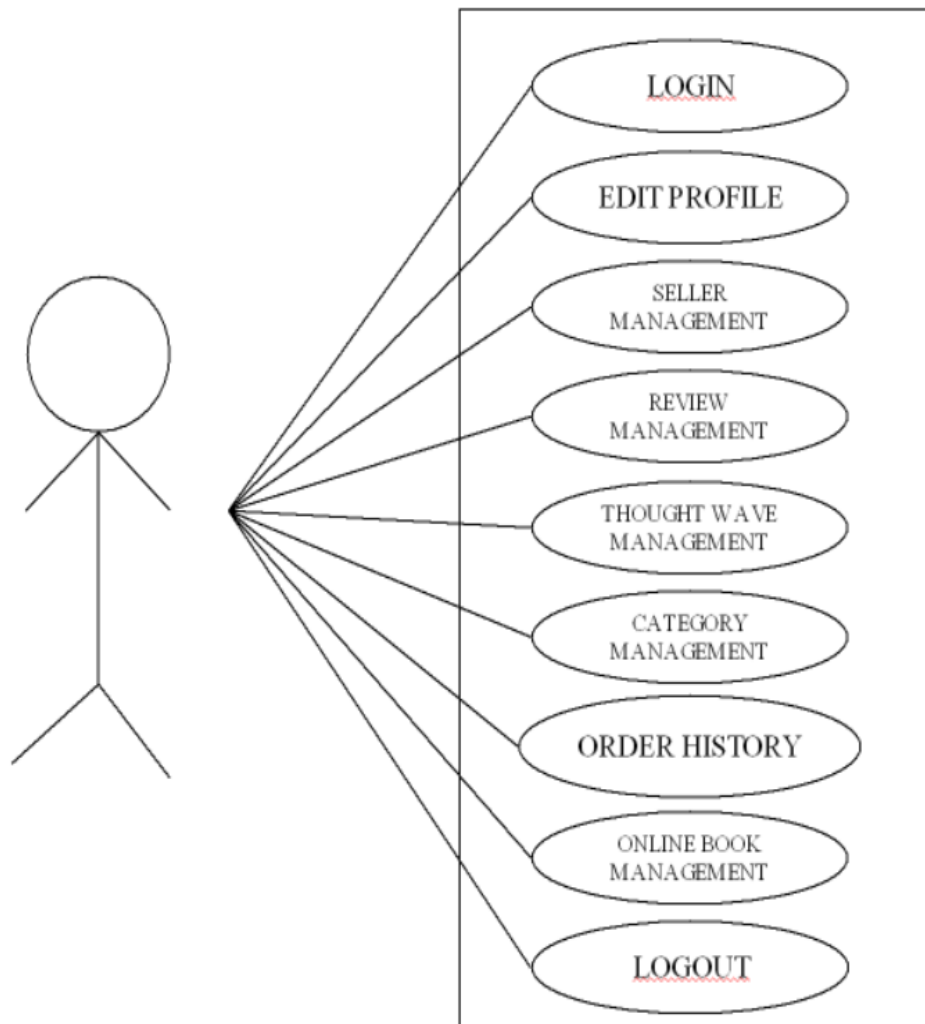 LOGIN
EDIT PROFILE
SELLER
MANAGEMENT
REVIEW
MANAGEMENT
THOUGHT WAVE
MANAGEMENT
CATEGORY
MANAGEMENT
ORDER HISTORY
ONLINE BOOK
MANAGEMENT
LOGOUT